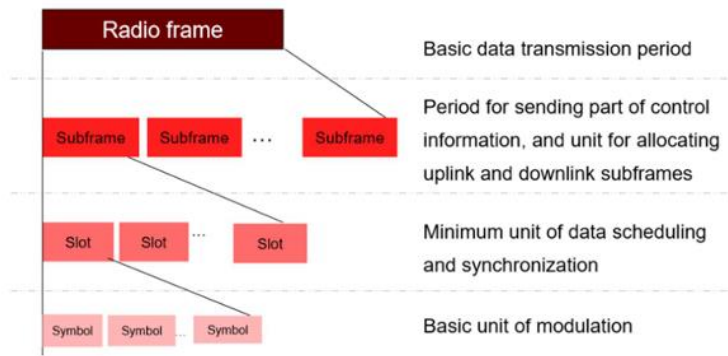 Radio frame
Basic data transmission period
Subframe Subframe ... Subframe
Period for sending part of control
information, and unit for allocating
uplink and downlink subframes
Slot Slot ... Slot
Minimum unit of data scheduling
and synchronization
Symbol Symbol ... Symbol
Basic unit of modulation